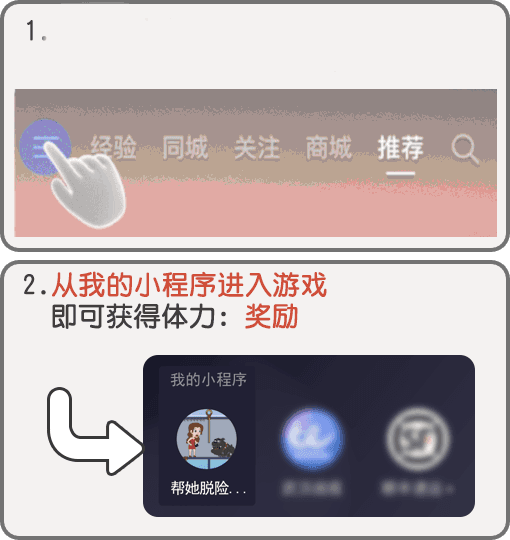 1.
经验 同城 关注 商城 推荐
2.从我的小程序进入游戏
即可获得体力：奖励
我的小程序
帮她脱险...